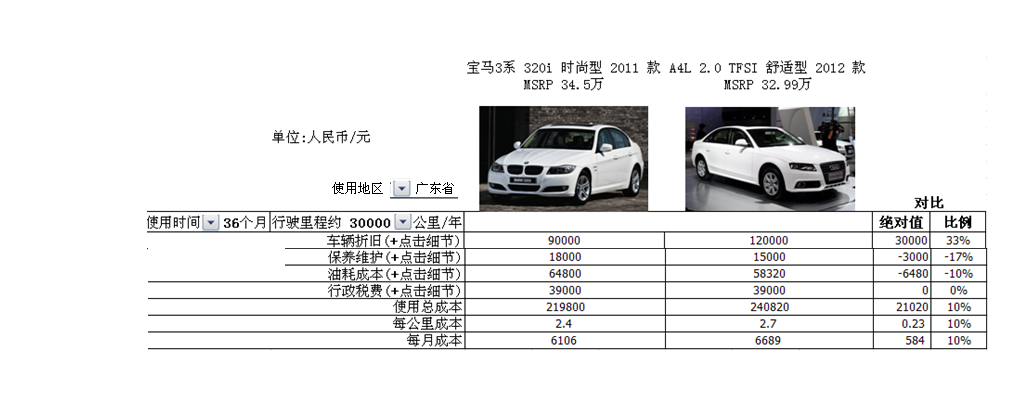 宝马3系 320i 时尚型 2011 款 A4L 2.0 TFSI 舒适型 2012 款
MSRP 34.5万 MSRP 32.99万
单位:人民币/元
使用地区 广东省
对比
使用时间 36个月 行驶里程约 30000 公里/年 绝对值 比例
车辆折旧(+点击细节) 90000 120000 30000 33%
保养维护(+点击细节) 18000 15000 -3000 -17%
油耗成本(+点击细节) 64800 58320 -6480 -10%
行政税费(+点击细节) 39000 39000 0 0%
使用总成本 219800 240820 21020 10%
每公里成本 2.4 2.7 0.23 10%
每月成本 6106 6689 584 10%